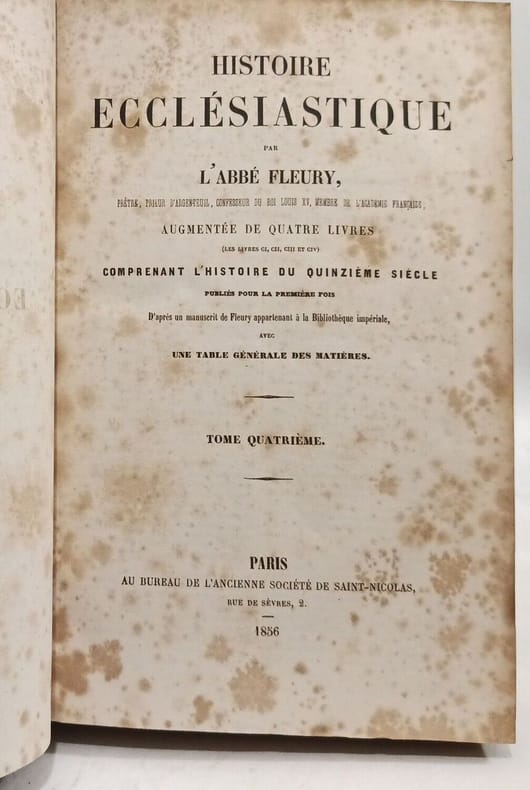 HISTOIRE
ECCLÉSIASTIQUE
PAR
L'ABBÉ FLEURY,
PRÊTRE, PRIEUR D'ARGENTEUIL, CONFESSEUR DU ROI LOUIS XV, MEMBRE DE L'ACADÉMIE FRANÇAISE,
AUGMENTÉE DE QUATRE LIVRES
(LES LIVRES CI, CII, CIII ET CIV)
COMPRENANT L'HISTOIRE DU QUINZIÈME SIÈCLE
PUBLIÉS POUR LA PREMIÈRE FOIS
D'après un manuscrit de Fleury appartenant à la Bibliothèque impériale,
AVEC
UNE TABLE GÉNÉRALE DES MATIÈRES.
TOME QUATRIÈME.
PARIS
AU BUREAU DE L'ANCIENNE SOCIÉTÉ DE SAINT-NICOLAS,
RUE DE SÈVRES, 2.
1856